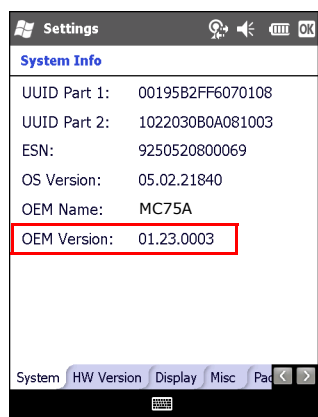 Settings OK
System Info
UUID Part 1: 00195B2FF6070108
UUID Part 2: 1022030B0A081003
ESN: 9250520800069
OS Version: 05.02.21840
OEM Name: MC75A
OEM Version: 01.23.0003
System HW Version Display Misc Pac